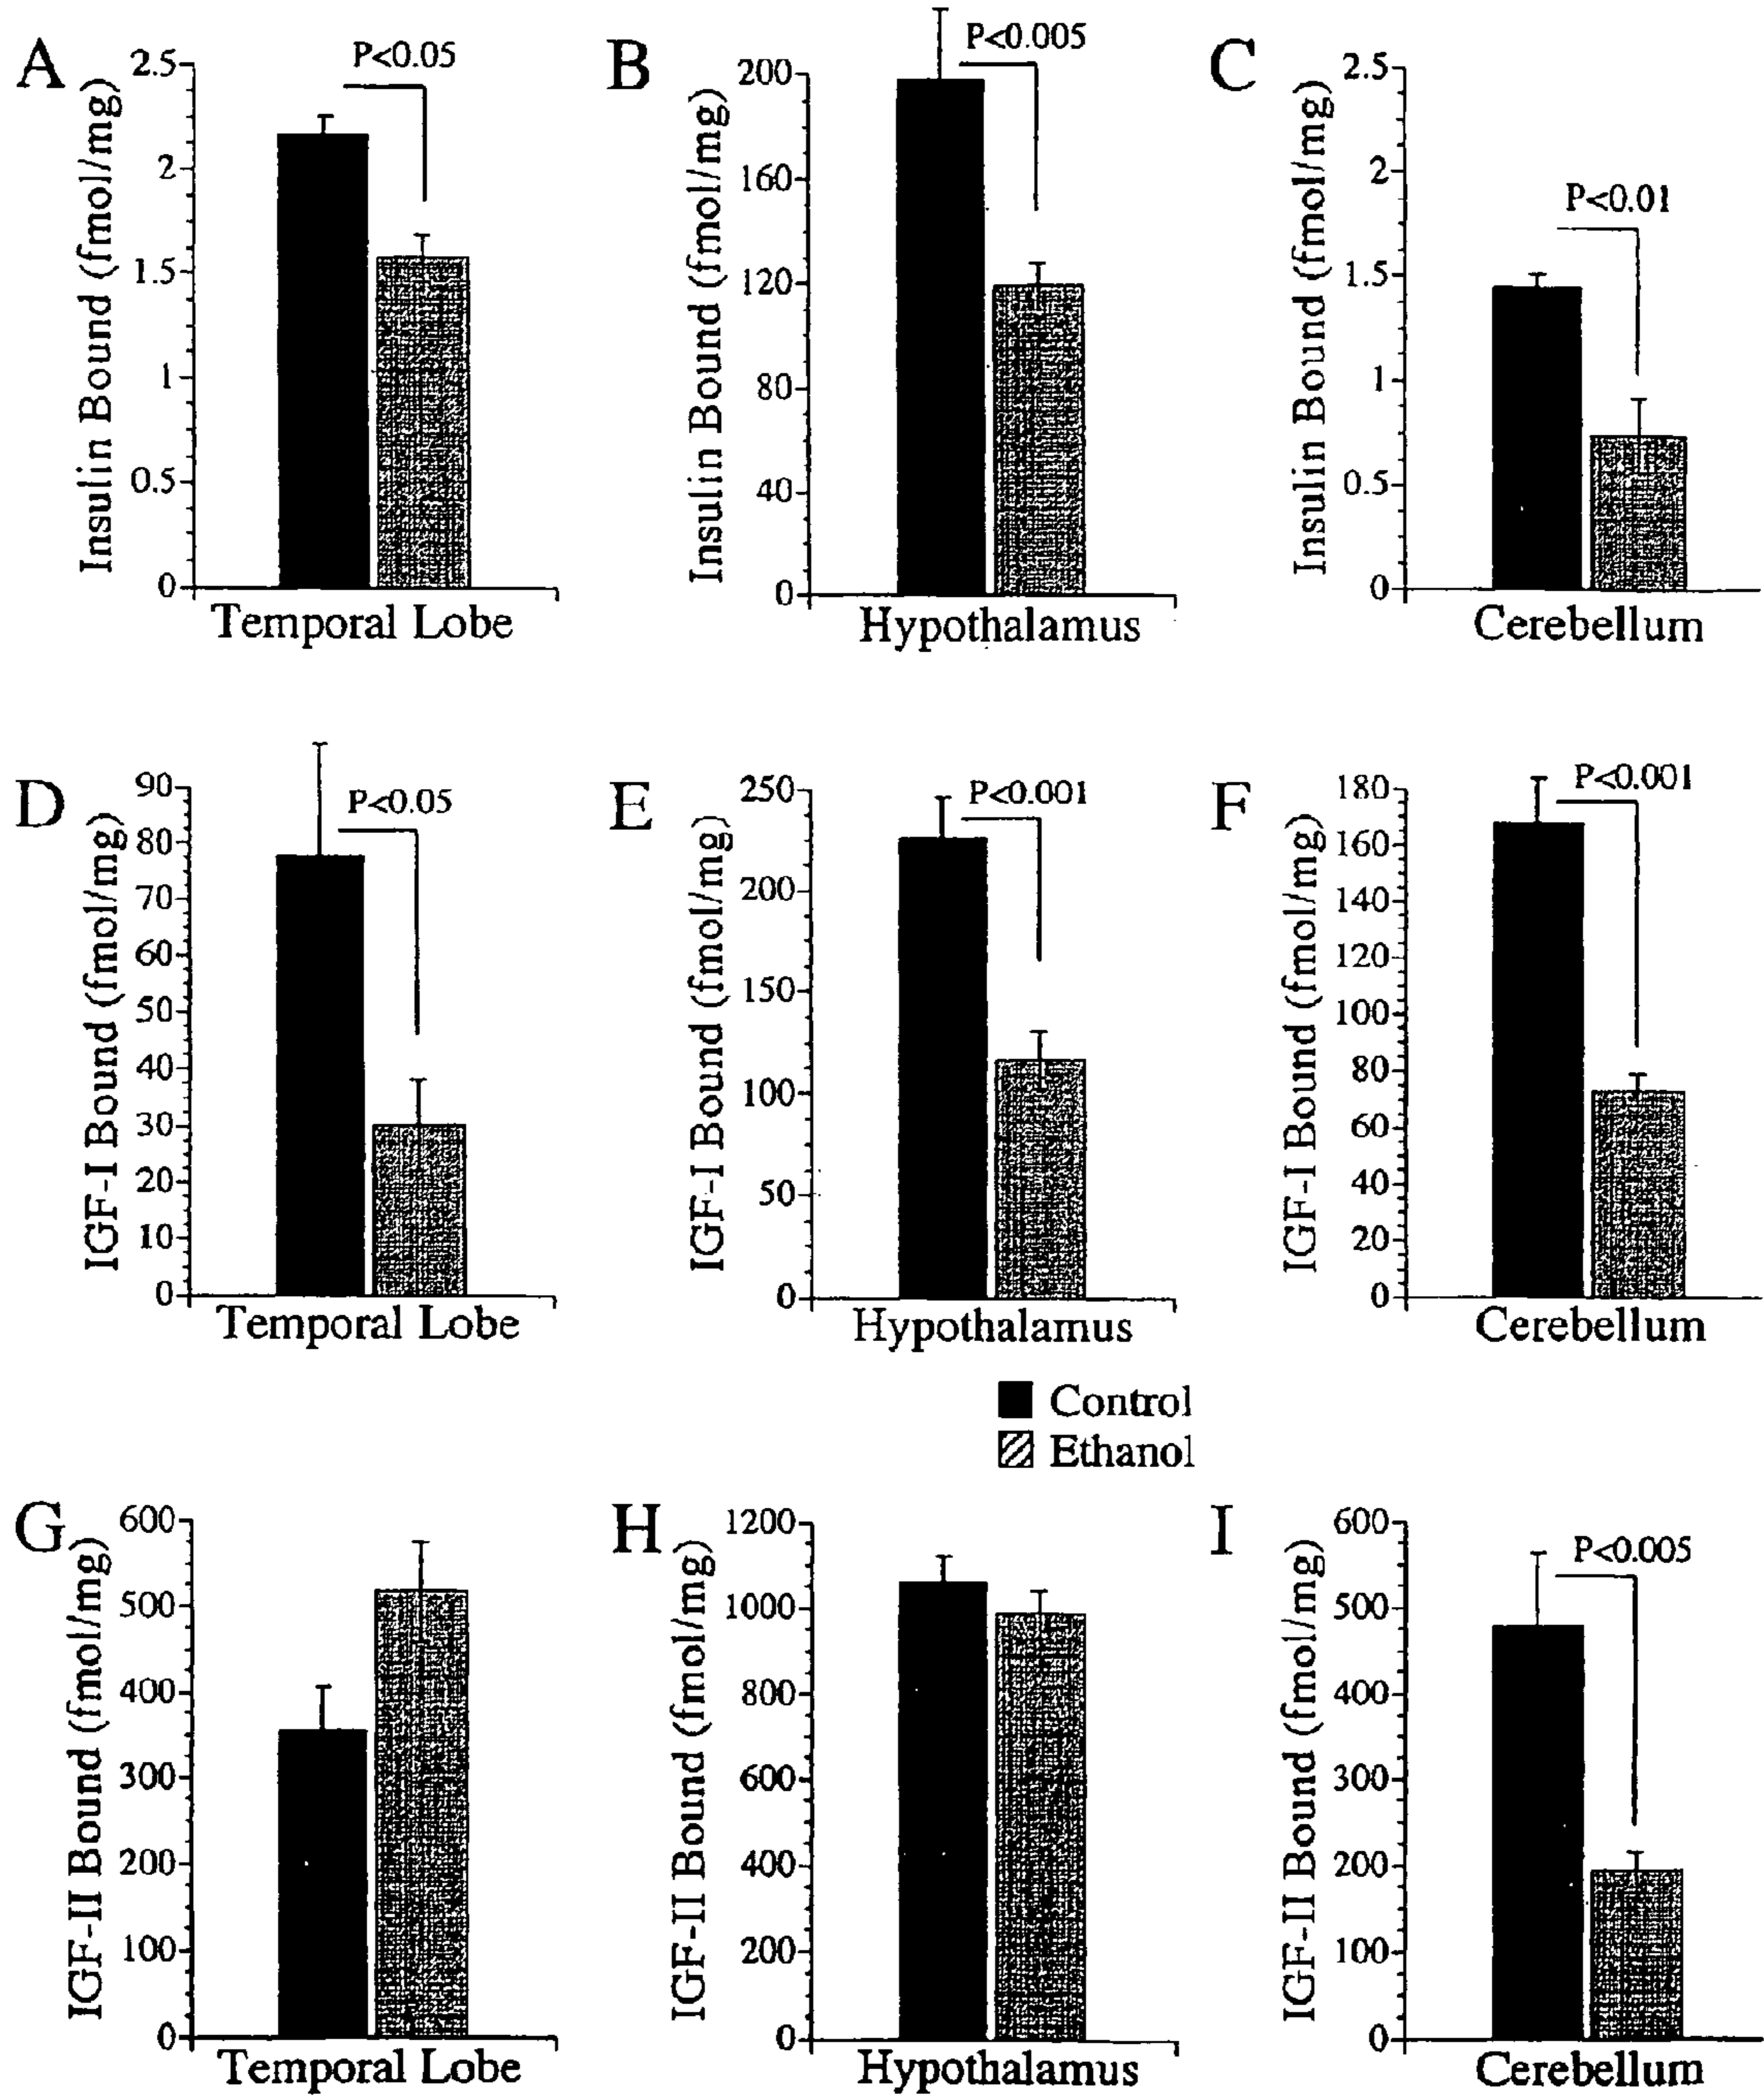 A
Insulin Bound (fmol/mg)
2.5
2
1.5
1
0.5
0
P<0.05
Temporal Lobe
B
Insulin Bound (fmol/mg)
200
160
120
80
40
0
P<0.005
Hypothalamus
C
Insulin Bound (fmol/mg)
2.5
2
1.5
1
0.5
0
P<0.01
Cerebellum
D
IGF-I Bound (fmol/mg)
90
80
70
60
50
40
30
20
10
0
P<0.05
Temporal Lobe
E
IGF-I Bound (fmol/mg)
250
200
150
100
50
0
P<0.001
Hypothalamus
F
IGF-I Bound (fmol/mg)
180
160
140
120
100
80
60
40
20
0
P<0.001
Cerebellum
Control
Ethanol
G
IGF-II Bound (fmol/mg)
600
500
400
300
200
100
0
Temporal Lobe
H
IGF-II Bound (fmol/mg)
1200
1000
800
600
400
200
0
Hypothalamus
I
IGF-II Bound (fmol/mg)
600
500
400
300
200
100
0
P<0.005
Cerebellum